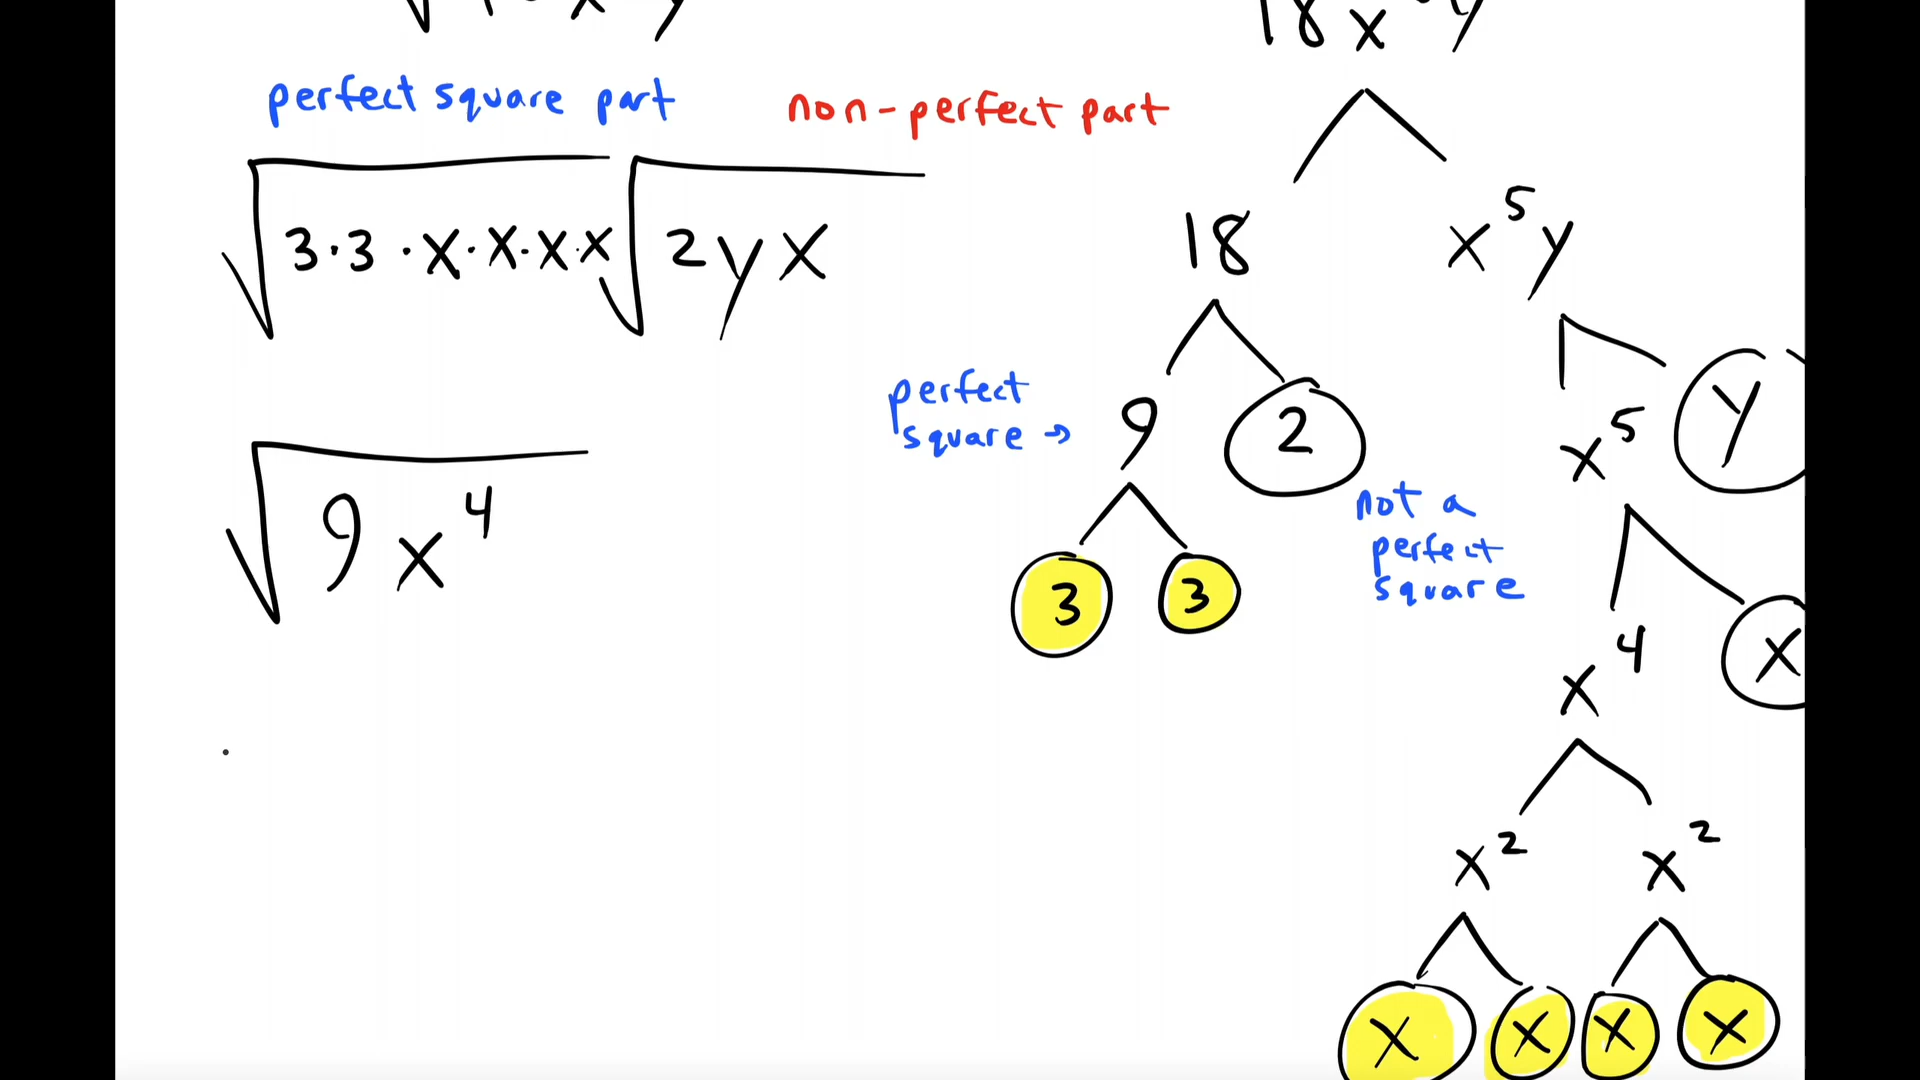 18x y
perfect square part
non-perfect part
√3·3·x·x·x·x √2yx
18
x⁵y
perfect
square →
9
2
x⁵
y
√9x⁴
3
3
not a
perfect
square
x⁴
x
x²
x²
x
x
x
x